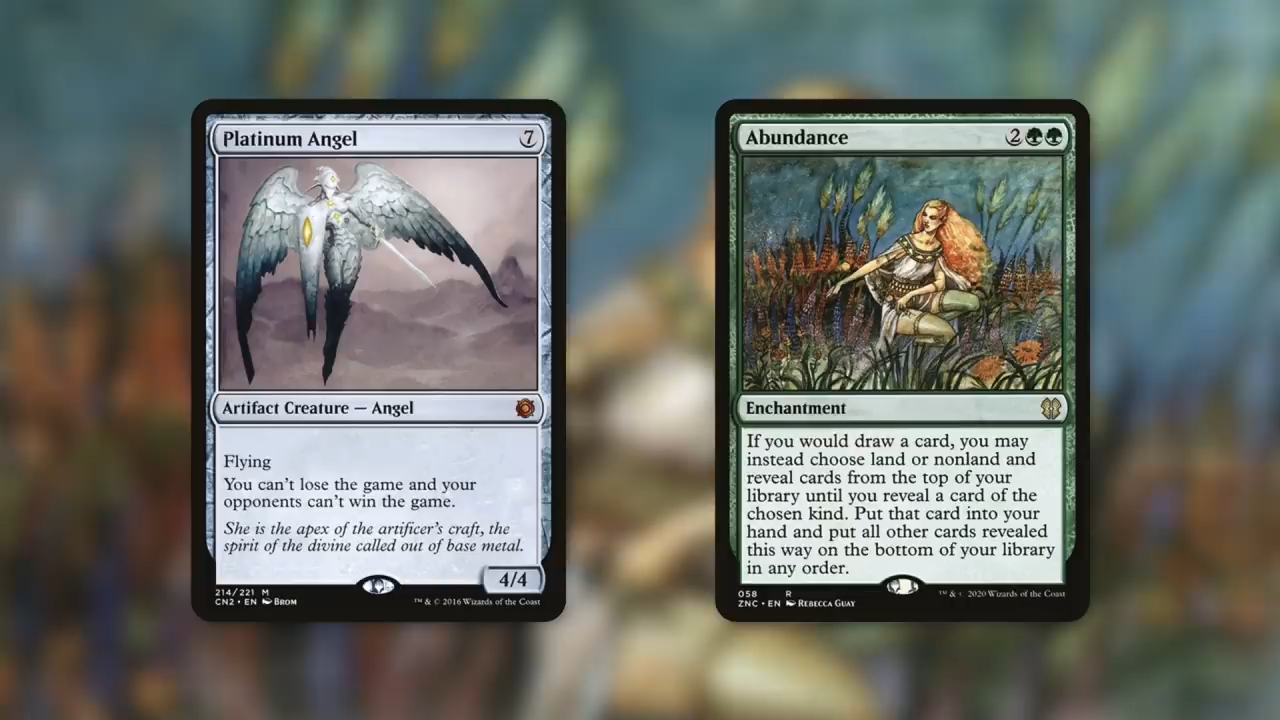 Platinum Angel 7
Artifact Creature — Angel
Flying
You can't lose the game and your
opponents can't win the game.
She is the apex of the artificer's craft, the
spirit of the divine called out of base metal.
4/4
214/221 M
CN2 • EN BROM
™ & © 2016 Wizards of the Coast
Abundance 2
Enchantment
If you would draw a card, you may
instead choose land or nonland and
reveal cards from the top of your
library until you reveal a card of the
chosen kind. Put that card into your
hand and put all other cards revealed
this way on the bottom of your library
in any order.
058 R
ZNC • EN REBECCA GUAY
™ & © 2020 Wizards of the Coast